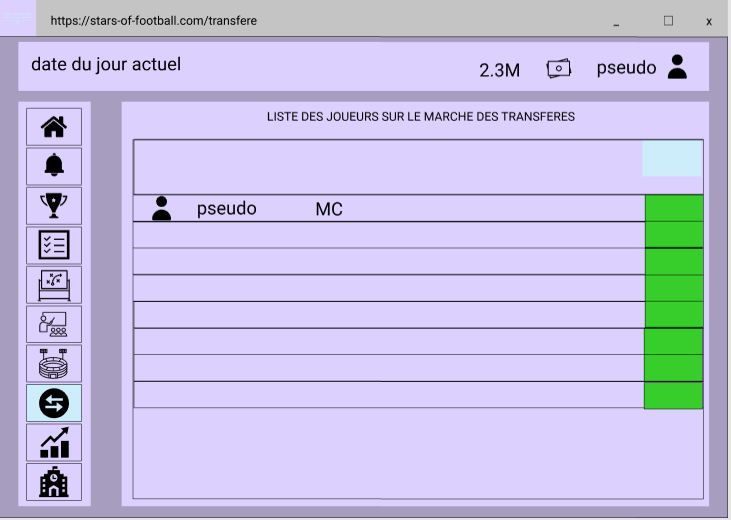 https://stars-of-football.com/transfere
date du jour actuel
2.3M
pseudo
LISTE DES JOUEURS SUR LE MARCHE DES TRANSFERES
pseudo MC